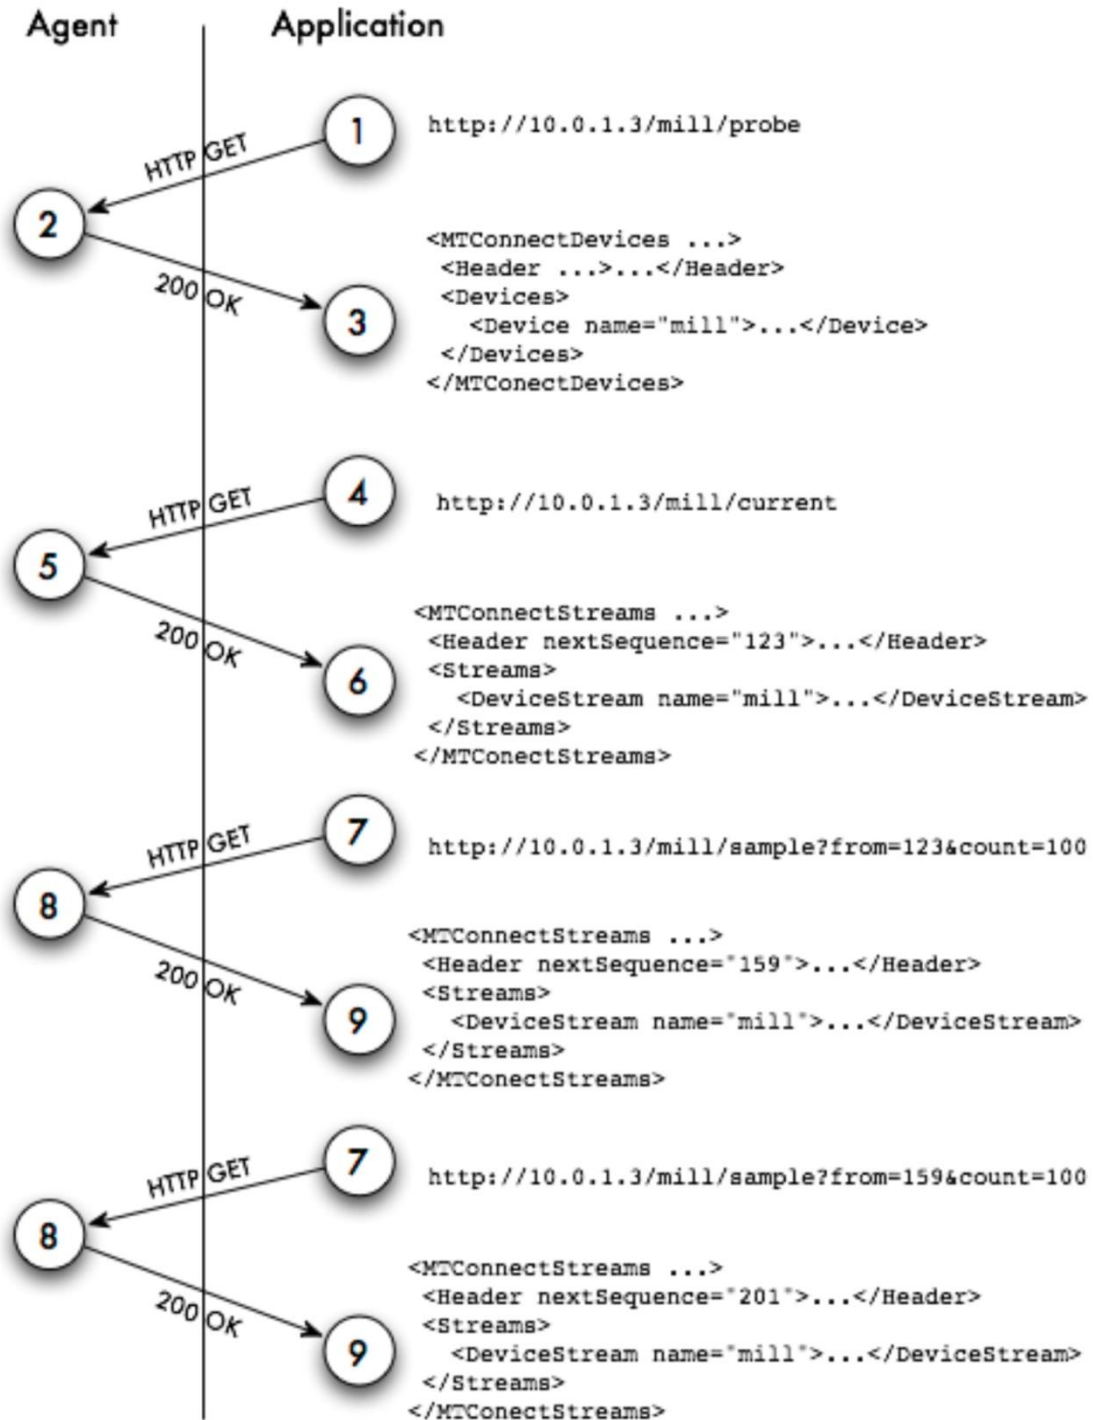 Agent Application
1 http://10.0.1.3/mill/probe
HTTP GET
2
<MTConnectDevices ...>
<Header ...>...</Header>
200 OK
<Devices>
3 <Device name="mill">...</Device>
</Devices>
</MTConectDevices>
4 http://10.0.1.3/mill/current
HTTP GET
5
<MTConnectStreams ...>
200 OK
<Header nextSequence="123">...</Header>
<Streams>
6 <DeviceStream name="mill">...</DeviceStream>
</Streams>
</MTConectStreams>
7 http://10.0.1.3/mill/sample?from=123&count=100
HTTP GET
8
<MTConnectStreams ...>
<Header nextSequence="159">...</Header>
200 OK
<Streams>
9 <DeviceStream name="mill">...</DeviceStream>
</Streams>
</MTConectStreams>
7 http://10.0.1.3/mill/sample?from=159&count=100
HTTP GET
8
<MTConnectStreams ...>
<Header nextSequence="201">...</Header>
200 OK
<Streams>
9 <DeviceStream name="mill">...</DeviceStream>
</Streams>
</MTConectStreams>